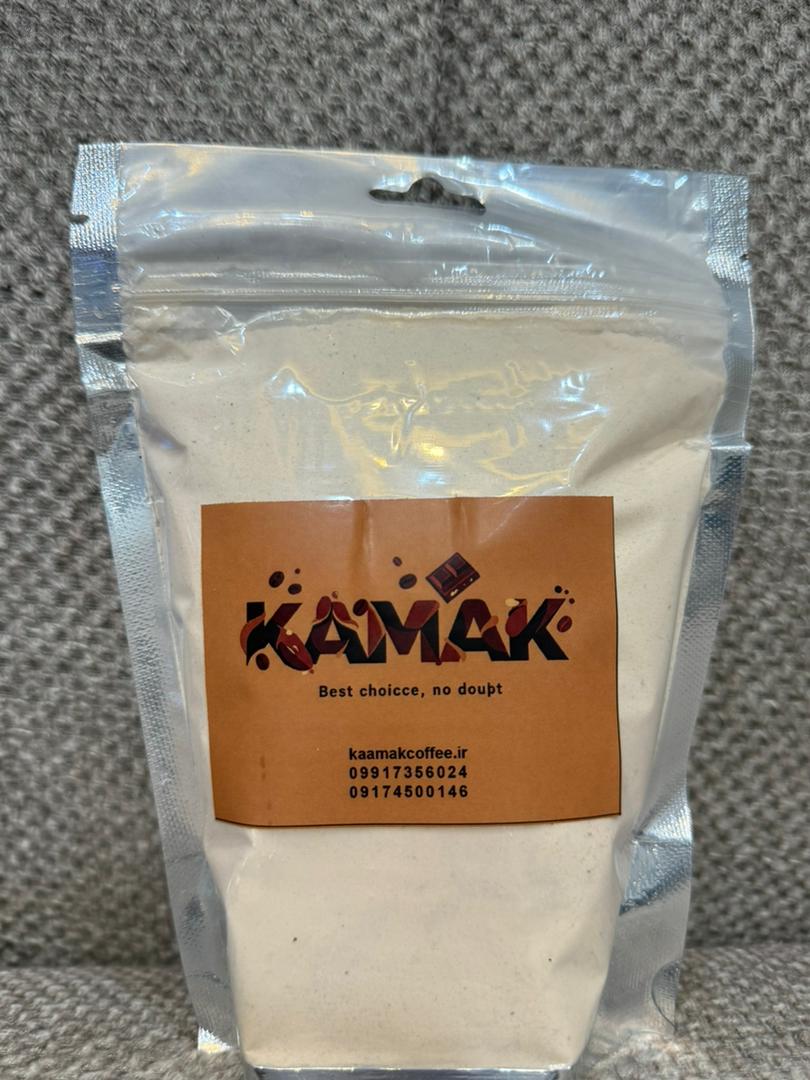 KAMAK
Best choicce, no douþt
kaamakcoffee.ir
09917356024
09174500146